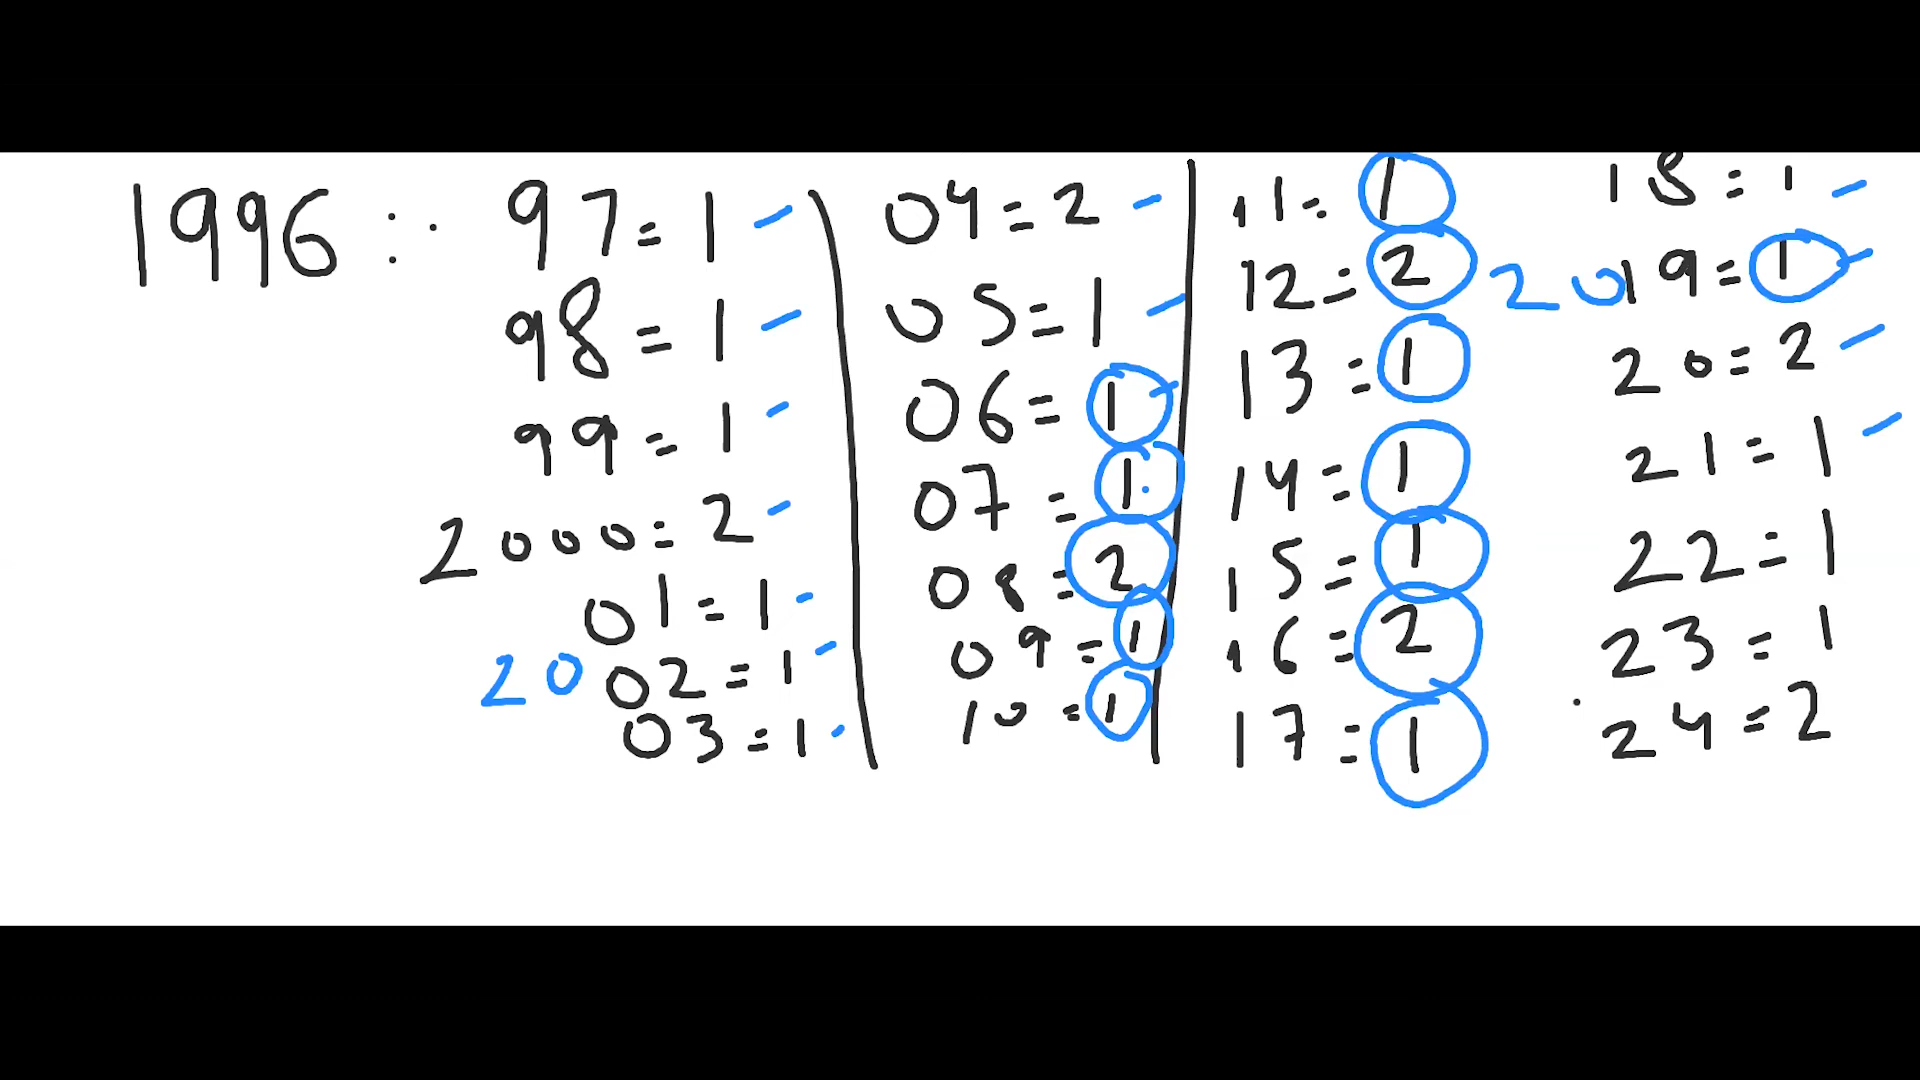 1996 : 97 = 1 -
98 = 1 -
99 = 1 -
2000 = 2 -
01 = 1 -
20 02 = 1 -
03 = 1 -
04 = 2 -
05 = 1 -
06 = 1 -
07 = 1
08 = 2
09 = 1
10 = 1
11 = 1
12 = 2
13 = 1
14 = 1
15 = 1
16 = 2
17 = 1
18 = 1 -
2019 = 1 -
20 = 2 -
21 = 1 -
22 = 1
23 = 1
24 = 2